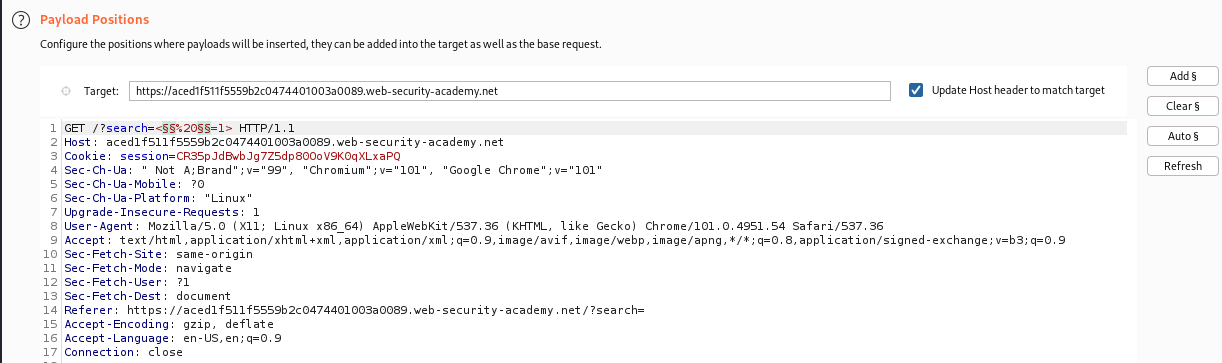 ? Payload Positions
Configure the positions where payloads will be inserted, they can be added into the target as well as the base request.
Target: https://aced1f511f5559b2c0474401003a0089.web-security-academy.net Update Host header to match target
Add §
Clear §
Auto §
Refresh
1 GET /?search=<§§%20§§=1> HTTP/1.1
2 Host: aced1f511f5559b2c0474401003a0089.web-security-academy.net
3 Cookie: session=CR35pJdBwbJg7Z5dp80OoV9K0qXLxaPQ
4 Sec-Ch-Ua: " Not A;Brand";v="99", "Chromium";v="101", "Google Chrome";v="101"
5 Sec-Ch-Ua-Mobile: ?0
6 Sec-Ch-Ua-Platform: "Linux"
7 Upgrade-Insecure-Requests: 1
8 User-Agent: Mozilla/5.0 (X11; Linux x86_64) AppleWebKit/537.36 (KHTML, like Gecko) Chrome/101.0.4951.54 Safari/537.36
9 Accept: text/html,application/xhtml+xml,application/xml;q=0.9,image/avif,image/webp,image/apng,*/*;q=0.8,application/signed-exchange;v=b3;q=0.9
10 Sec-Fetch-Site: same-origin
11 Sec-Fetch-Mode: navigate
12 Sec-Fetch-User: ?1
13 Sec-Fetch-Dest: document
14 Referer: https://aced1f511f5559b2c0474401003a0089.web-security-academy.net/?search=
15 Accept-Encoding: gzip, deflate
16 Accept-Language: en-US,en;q=0.9
17 Connection: close